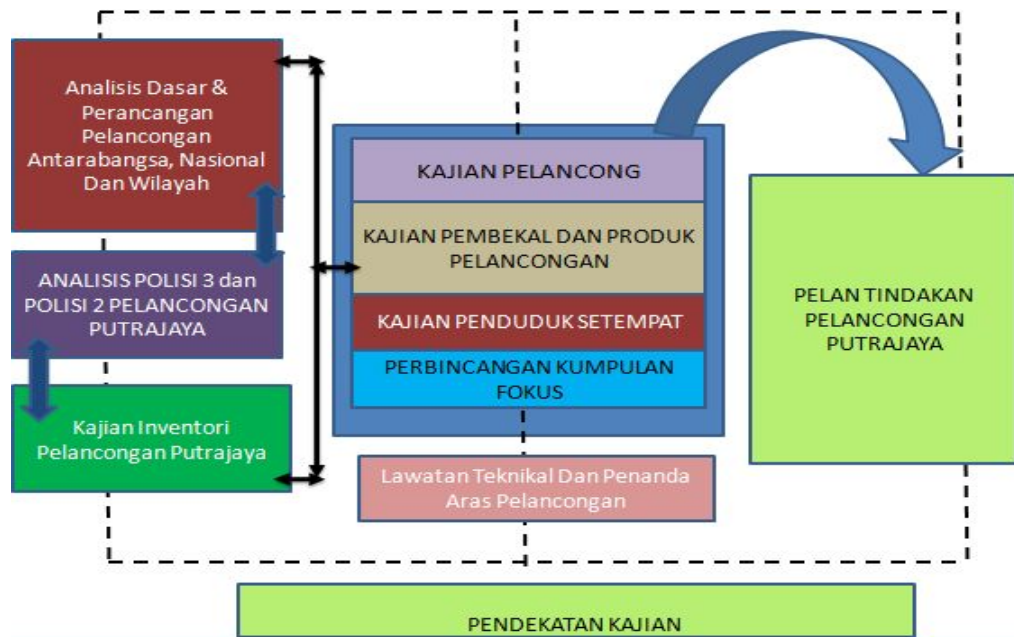 Analisis Dasar &
Perancangan
Pelancongan
Antarabangsa, Nasional
Dan Wilayah
ANALISIS POLISI 3 dan
POLISI 2 PELANCONGAN
PUTRAJAYA
Kajian Inventori
Pelancongan Putrajaya
KAJIAN PELANCONG
KAJIAN PEMBEKAL DAN PRODUK
PELANCONGAN
KAJIAN PENDUDUK SETEMPAT
PERBINCANGAN KUMPULAN
FOKUS
Lawatan Teknikal Dan Penanda
Aras Pelancongan
PELAN TINDAKAN
PELANCONGAN
PUTRAJAYA
PENDEKATAN KAJIAN